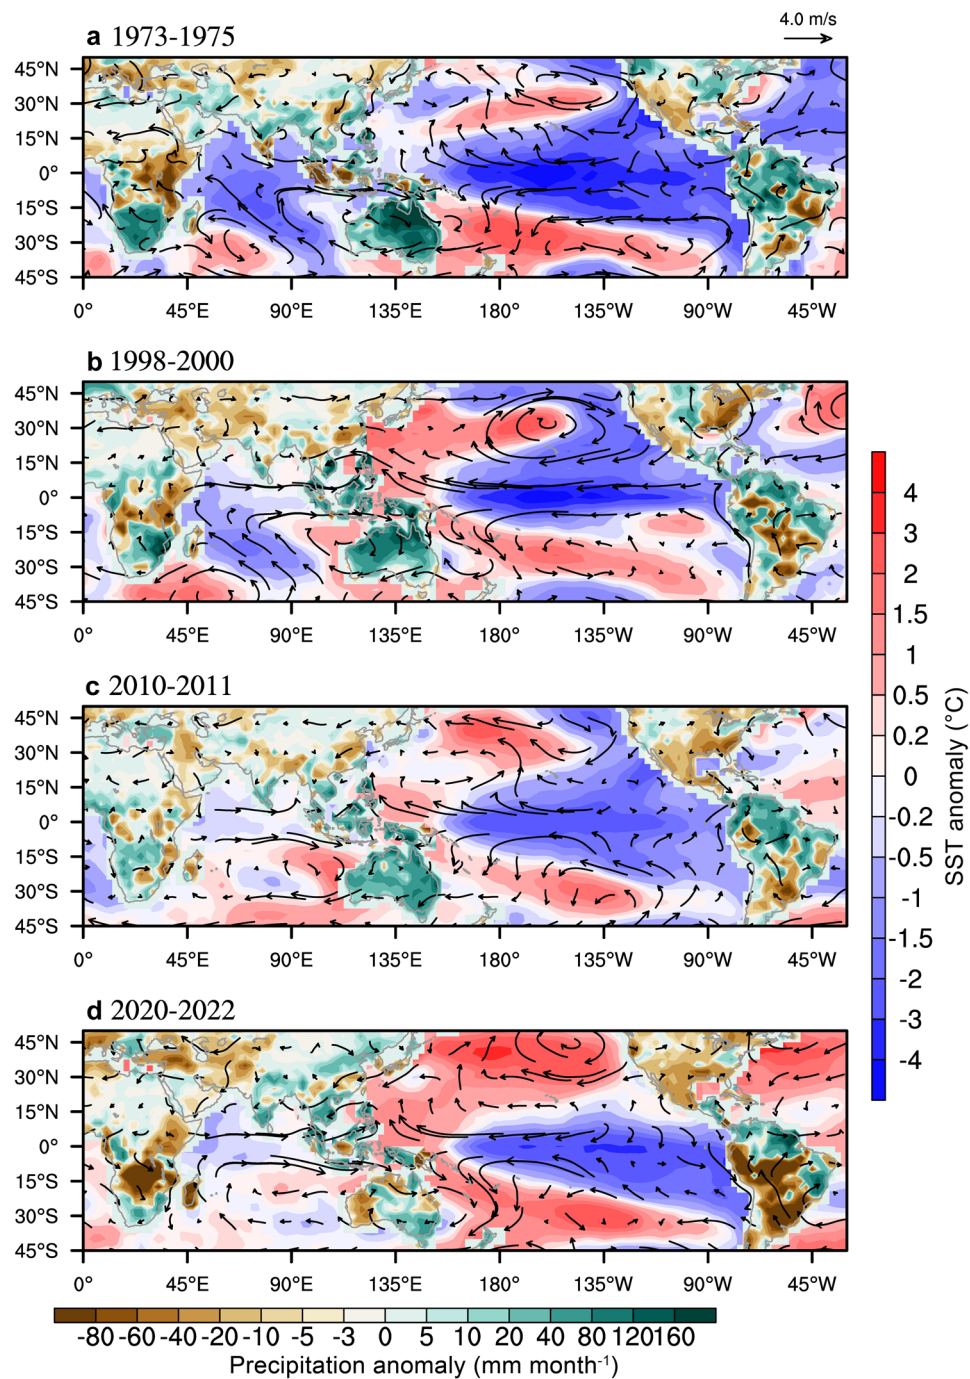 4.0 m/s
a 1973-1975
45°N
30°N
15°N
0°
15°S
30°S
45°S
0° 45°E 90°E 135°E 180° 135°W 90°W 45°W
b 1998-2000
45°N
30°N
15°N
0°
15°S
30°S
45°S
0° 45°E 90°E 135°E 180° 135°W 90°W 45°W
c 2010-2011
45°N
30°N
15°N
0°
15°S
30°S
45°S
0° 45°E 90°E 135°E 180° 135°W 90°W 45°W
d 2020-2022
45°N
30°N
15°N
0°
15°S
30°S
45°S
0° 45°E 90°E 135°E 180° 135°W 90°W 45°W
4
3
2
1.5
1
0.5
0.2
0
-0.2
-0.5
-1
-1.5
-2
-3
-4
SST anomaly (°C)
-80 -60 -40 -20 -10 -5 -3 0 5 10 20 40 80 120 160
Precipitation anomaly (mm month⁻¹)